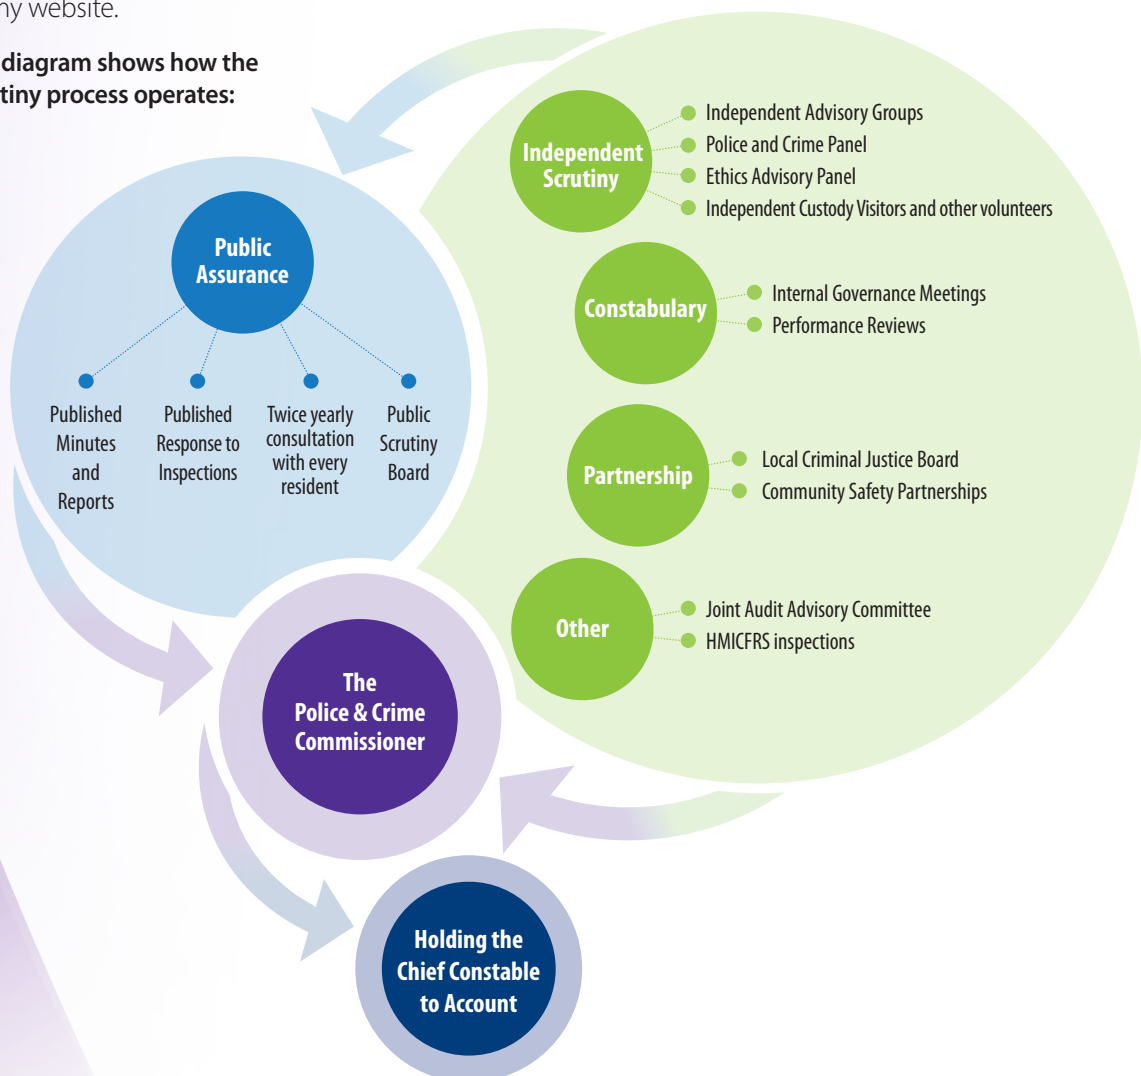 my website.
diagram shows how the
tiny process operates:
Public
Assurance
Published
Minutes
and
Reports
Published
Response to
Inspections
Twice yearly
consultation
with every
resident
Public
Scrutiny
Board
Independent
Scrutiny
Independent Advisory Groups
Police and Crime Panel
Ethics Advisory Panel
Independent Custody Visitors and other volunteers
Constabulary
Internal Governance Meetings
Performance Reviews
Partnership
Local Criminal Justice Board
Community Safety Partnerships
Other
Joint Audit Advisory Committee
HMICFRS inspections
The
Police & Crime
Commissioner
Holding the
Chief Constable
to Account